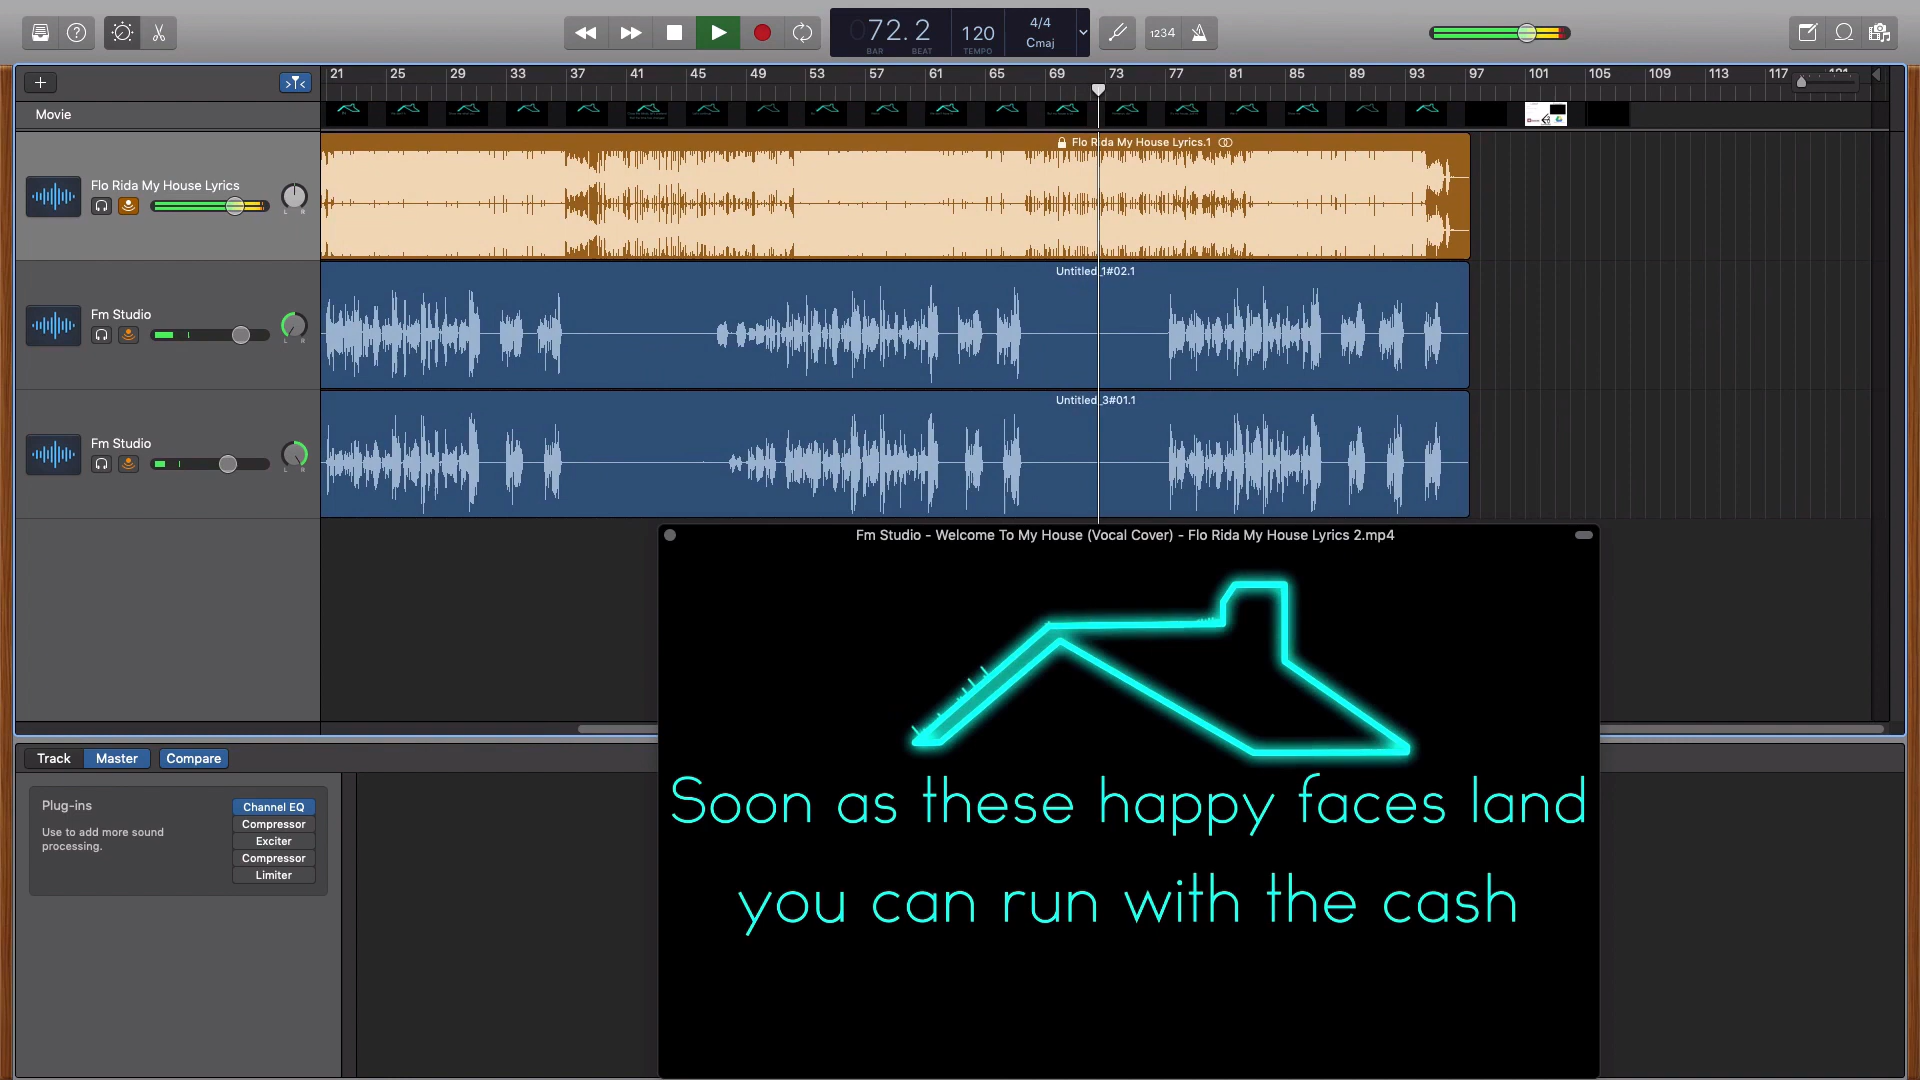 1234
072.2
BAR
BEAT
120
TEMPO
4/4
Cmaj
21 25 29 33 37 41 45 49 53 57 61 65 69 73 77 81 85 89 93 97 101 105 109 113 117 121
Movie
Flo Rida My House Lyrics
L R
Flo Rida My House Lyrics.1
Fm Studio
L R
Untitled_1#02.1
Fm Studio
L R
Untitled_3#01.1
Fm Studio - Welcome To My House (Vocal Cover) - Flo Rida My House Lyrics 2.mp4
Soon as these happy faces land
you can run with the cash
Track
Master
Compare
Plug-ins
Use to add more sound
processing.
Channel EQ
Compressor
Exciter
Compressor
Limiter